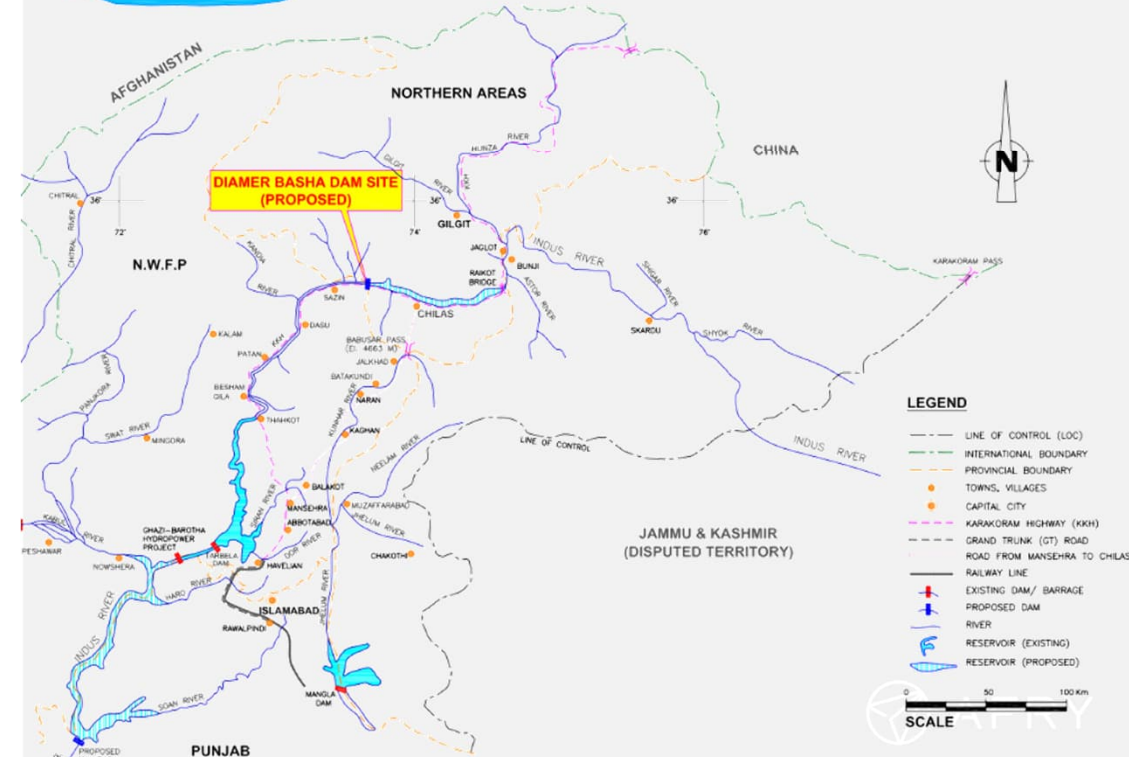 AFGHANISTAN
NORTHERN AREAS
CHINA
HUNZA RIVER
GILGIT RIVER
KKH
DIAMER BASHA DAM SITE
(PROPOSED)
CHITRAL
CHITRAL RIVER
36'
72'
36'
74'
36'
76'
GILGIT
N.W.F.P
KANDIA RIVER
JAGLOT
BUNJI
RAIKOT
BRIDGE
INDUS RIVER
ASTOR RIVER
SHIGAR RIVER
KARAKORAM PASS
SAZIN
CHILAS
SKARDU
SHYOK RIVER
DASU
KKH
KALAM
PATAN
BABUSAR PASS
(EL. 4663 M)
JALKHAD
BATAKUNDI
NARAN
KUNHAR RIVER
BESHAM
QILA
THAHKOT
PANJKORA RIVER
SWAT RIVER
MINGORA
KAGHAN
NEELAM RIVER
LINE OF CONTROL
INDUS RIVER
BALAKOT
SIRAN RIVER
MANSEHRA
ABBOTABAD
MUZAFFARABAD
JHELUM RIVER
CHAKOTHI
JAMMU & KASHMIR
(DISPUTED TERRITORY)
KABUL RIVER
PESHAWAR
NOWSHERA
GHAZI-BAROTHA
HYDROPOWER
PROJECT
TARBELA
DAM
DOR RIVER
HAVELIAN
HARO RIVER
ISLAMABAD
RAWALPINDI
JHELUM RIVER
INDUS RIVER
SOAN RIVER
MANGLA
DAM
PROPOSED
PUNJAB
N
LEGEND
LINE OF CONTROL (LOC)
INTERNATIONAL BOUNDARY
PROVINCIAL BOUNDARY
TOWNS, VILLAGES
CAPITAL CITY
KARAKORAM HIGHWAY (KKH)
GRAND TRUNK (GT) ROAD
ROAD FROM MANSEHRA TO CHILAS
RAILWAY LINE
EXISTING DAM/ BARRAGE
PROPOSED DAM
RIVER
RESERVOIR (EXISTING)
RESERVOIR (PROPOSED)
0 50 100 Km
SCALE
AFRY